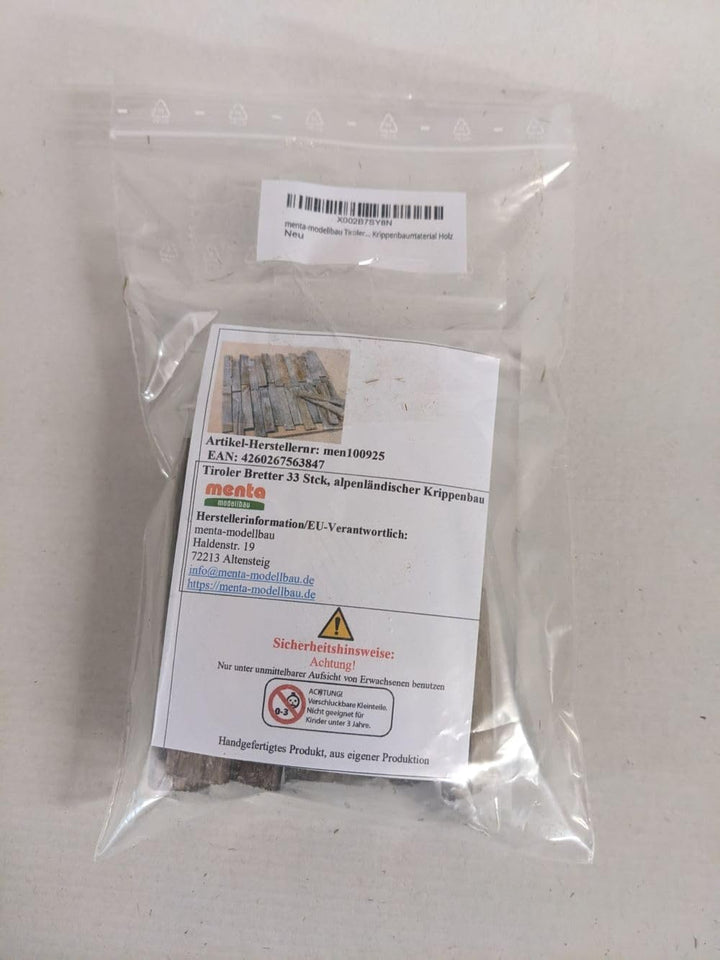 X002B7SY8N
menta-modellbau Tiroler... Krippenbaumaterial Holz
Neu
Artikel-Herstellernr: men100925
EAN: 4260267563847
Tiroler Bretter 33 Stck, alpenländischer Krippenbau
menta
modellbau
Herstellerinformation/EU-Verantwortlich:
menta-modellbau
Haldenstr. 19
72213 Altensteig
info@menta-modellbau.de
https://menta-modellbau.de
Sicherheitshinweise:
Achtung!
Nur unter unmittelbarer Aufsicht von Erwachsenen benutzen
ACHTUNG!
Verschluckbare Kleinteile.
Nicht geeignet für
Kinder unter 3 Jahre.
0-3
Handgefertigtes Produkt, aus eigener Produktion